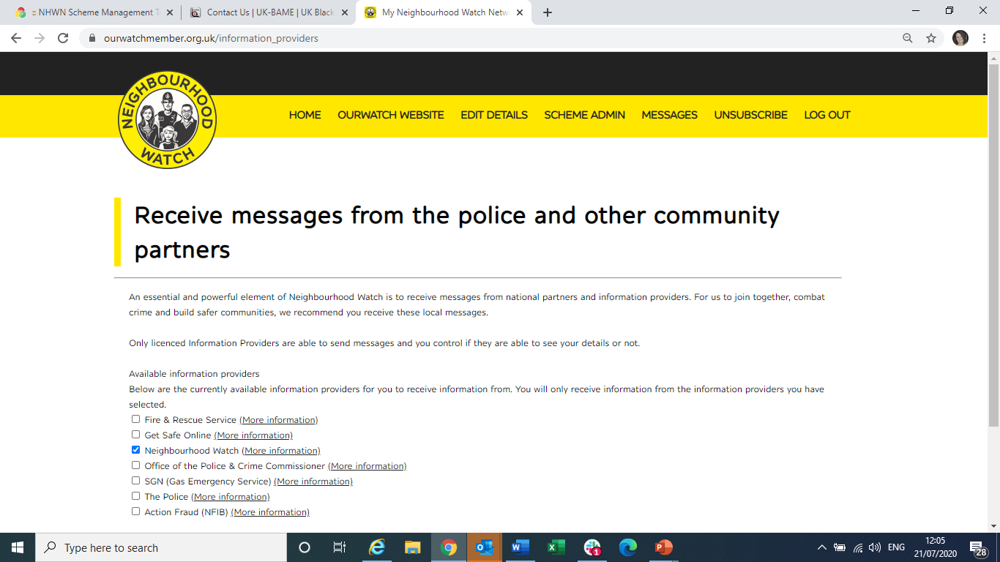 :: NHWN Scheme Management T
Contact Us | UK-BAME | UK Black
My Neighbourhood Watch Netw
ourwatchmember.org.uk/information_providers
NEIGHBOURHOOD
WATCH
HOME OURWATCH WEBSITE EDIT DETAILS SCHEME ADMIN MESSAGES UNSUBSCRIBE LOG OUT
Receive messages from the police and other community
partners
An essential and powerful element of Neighbourhood Watch is to receive messages from national partners and information providers. For us to join together, combat
crime and build safer communities, we recommend you receive these local messages.
Only licenced Information Providers are able to send messages and you control if they are able to see your details or not.
Available information providers
Below are the currently available information providers for you to receive information from. You will only receive information from the information providers you have
selected.
Fire & Rescue Service (More information)
Get Safe Online (More information)
Neighbourhood Watch (More information)
Office of the Police & Crime Commissioner (More information)
SGN (Gas Emergency Service) (More information)
The Police (More information)
Action Fraud (NFIB) (More information)
Type here to search
1
ENG
12:05
21/07/2020
28